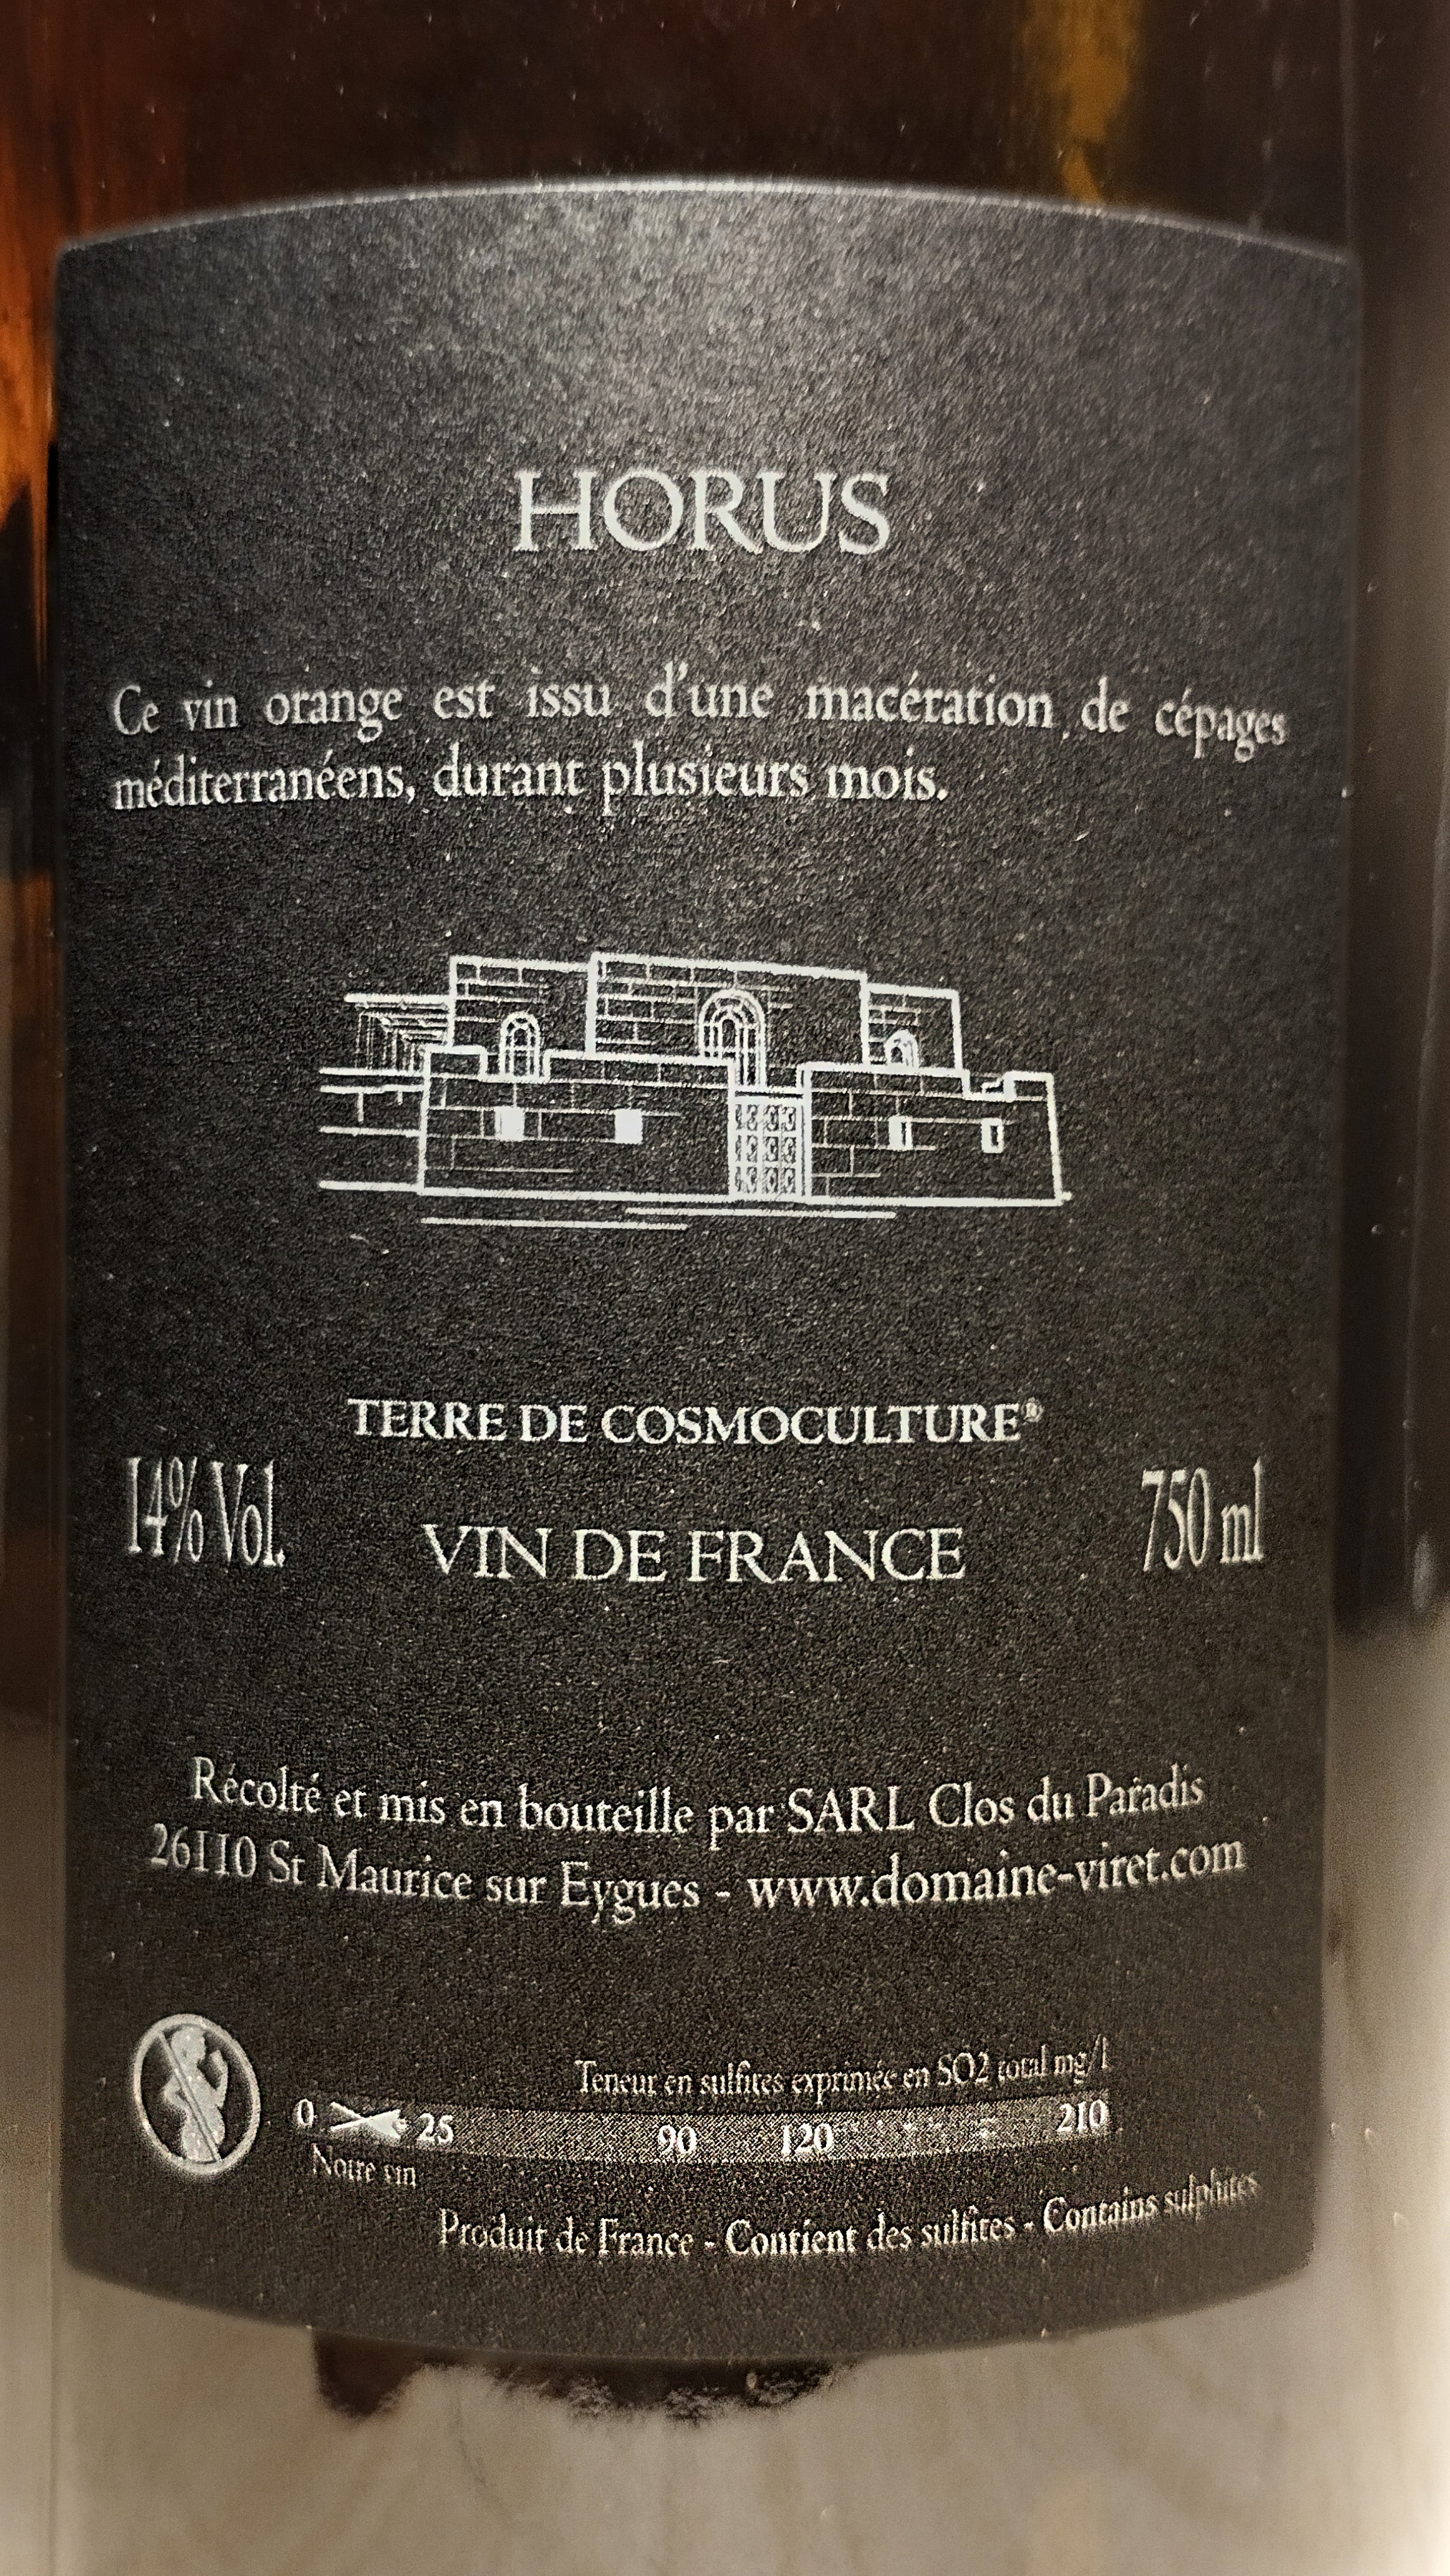 HORUS
Ce vin orange est issu d'une macération de cépages
méditerranéens, durant plusieurs mois.
TERRE DE COSMOCULTURE®
14% Vol.
VIN DE FRANCE
750 ml
Récolté et mis en bouteille par SARL Clos du Paradis
26110 St Maurice sur Eygues - www.domaine-viret.com
Teneur en sulfites exprimée en SO2 total mg/l
0 25 90 120 210
Notre vin
Produit de France - Contient des sulfites - Contains sulphites